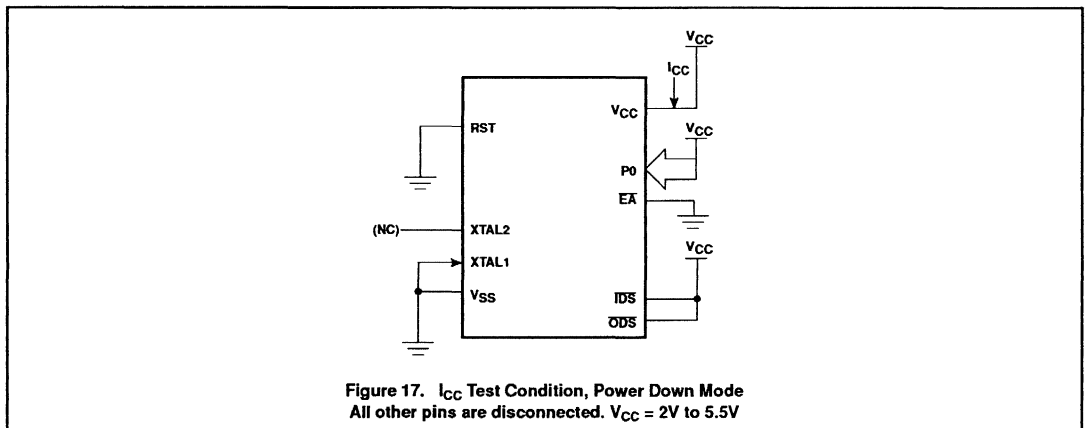 VCC
ICC
VCC
RST
VCC
P0
EA
(NC)
XTAL2
VCC
XTAL1
VSS
IDS
ODS
Figure 17. ICC Test Condition, Power Down Mode
All other pins are disconnected. VCC = 2V to 5.5V